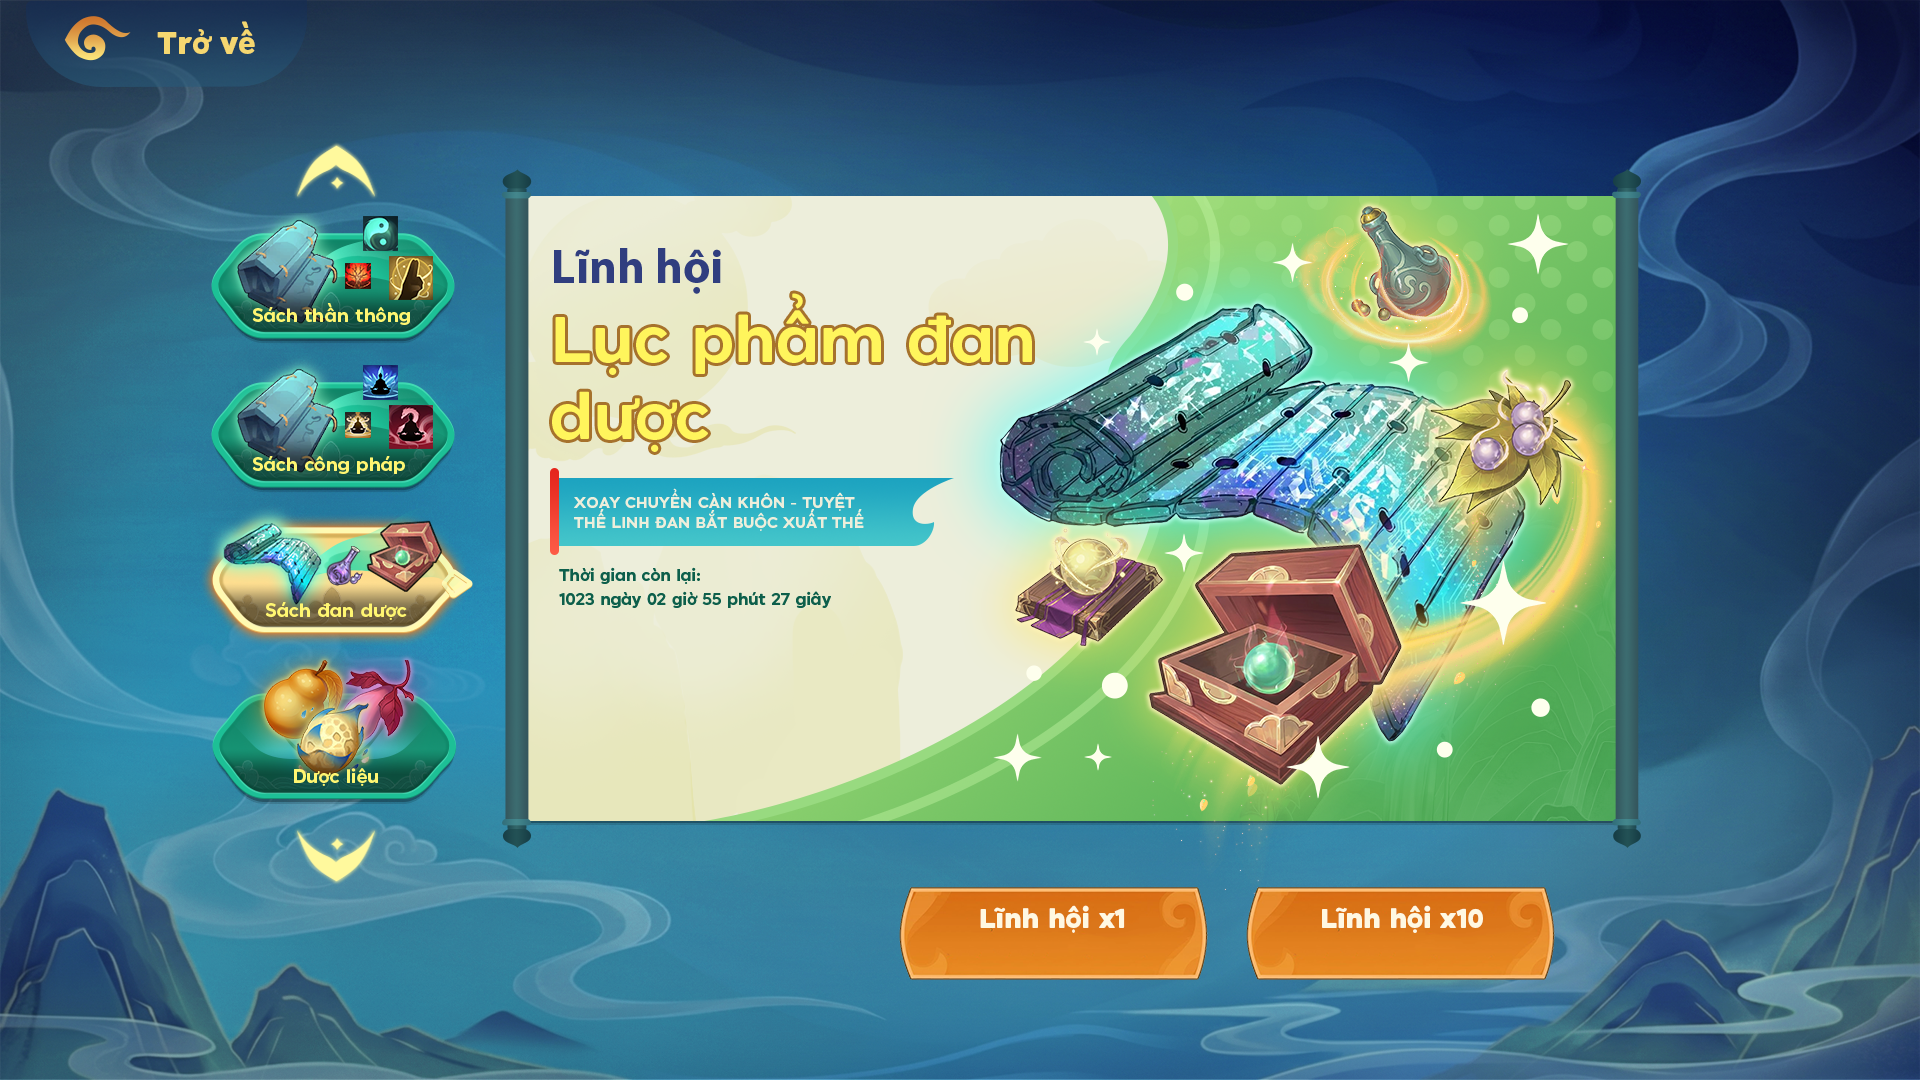 Trở về
Sách thần thông
Sách công pháp
Sách đan dược
Dược liệu
Lĩnh hội
Lục phẩm đan
dược
XOAY CHUYỂN CÀN KHÔN - TUYỆT
THẾ LINH ĐAN BẮT BUỘC XUẤT THẾ
Thời gian còn lại:
1023 ngày 02 giờ 55 phút 27 giây
Lĩnh hội x1
Lĩnh hội x10